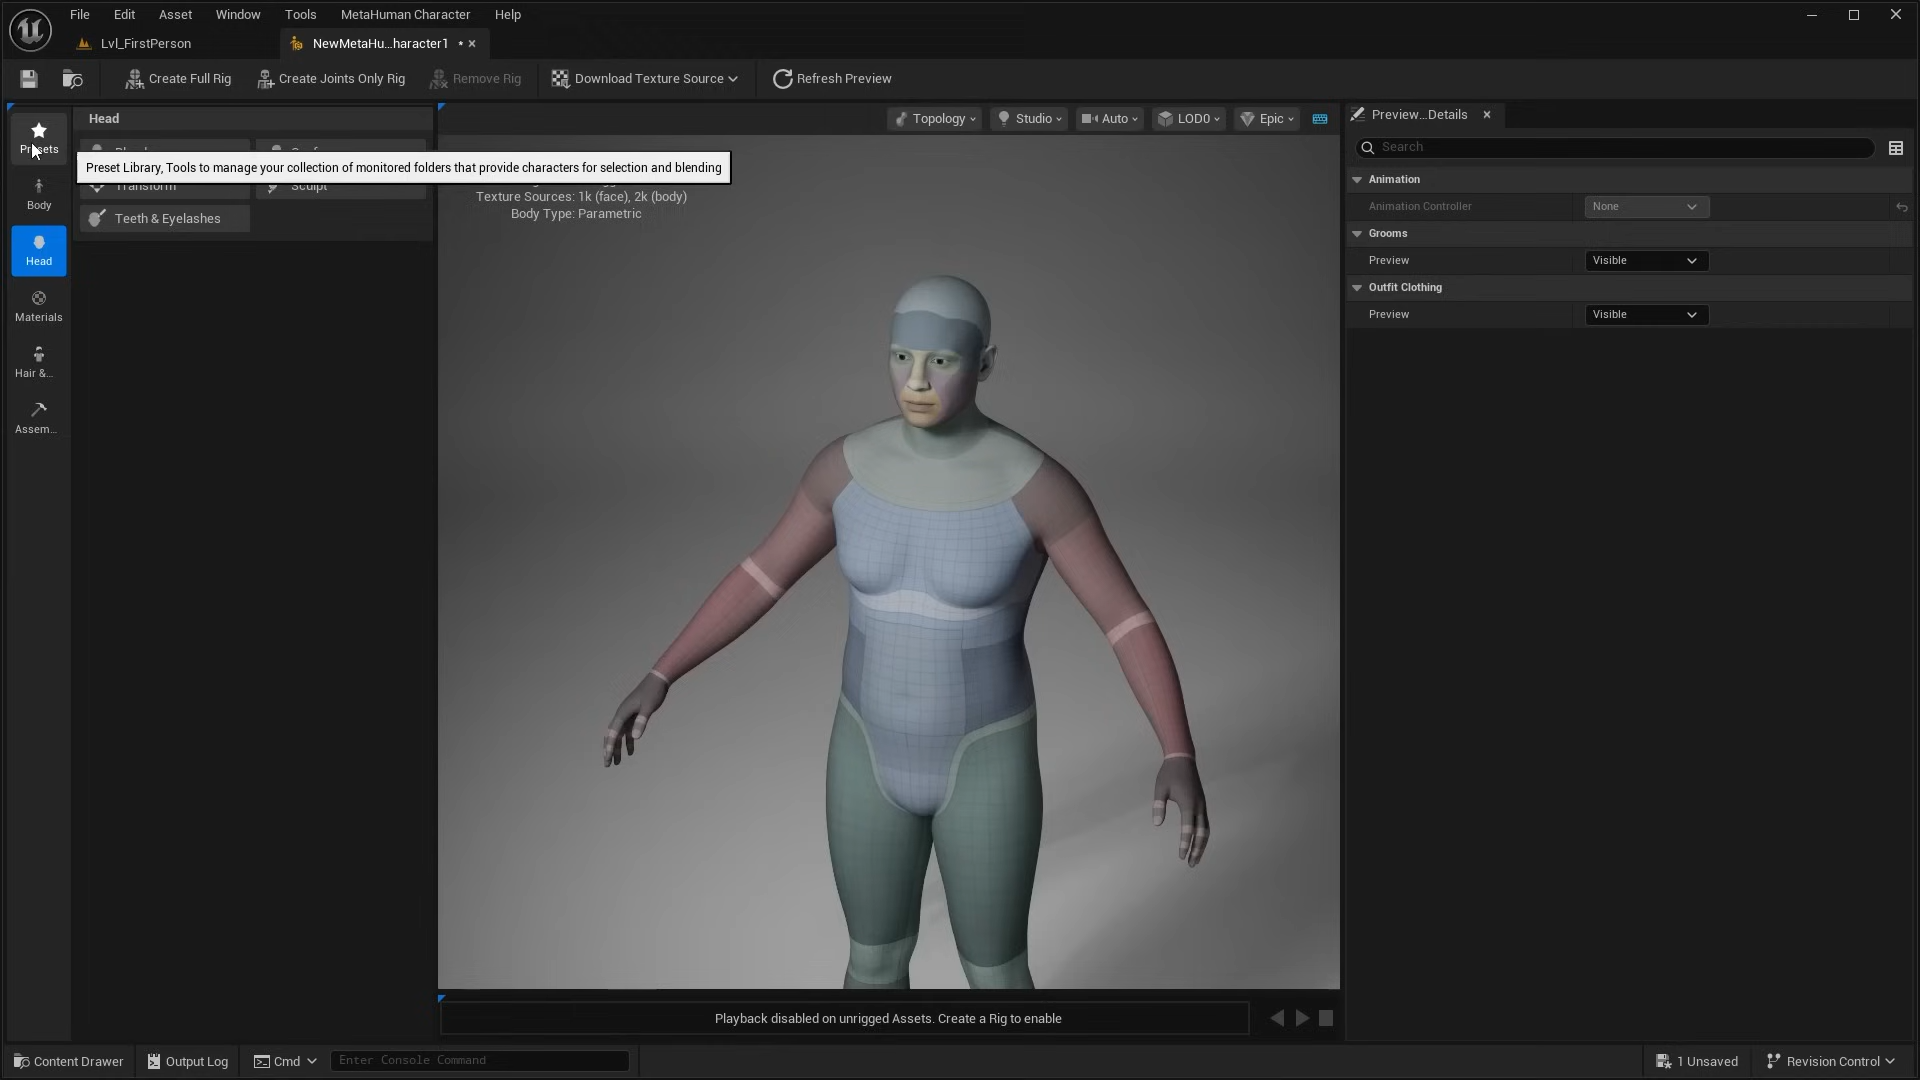 File Edit Asset Window Tools MetaHuman Character Help
Lvl_FirstPerson
NewMetaHu...haracter1
Create Full Rig
Create Joints Only Rig
Remove Rig
Download Texture Source
Refresh Preview
Presets
Body
Head
Materials
Hair &...
Assem...
Head
Preset Library, Tools to manage your collection of monitored folders that provide characters for selection and blending
Transform
Sculpt
Teeth & Eyelashes
Topology
Studio
Auto
LOD0
Epic
Texture Sources: 1k (face), 2k (body)
Body Type: Parametric
Playback disabled on unrigged Assets. Create a Rig to enable
Preview...Details
Search
Animation
Animation Controller
None
Grooms
Preview
Visible
Outfit Clothing
Preview
Visible
Content Drawer
Output Log
Cmd
Enter Console Command
1 Unsaved
Revision Control